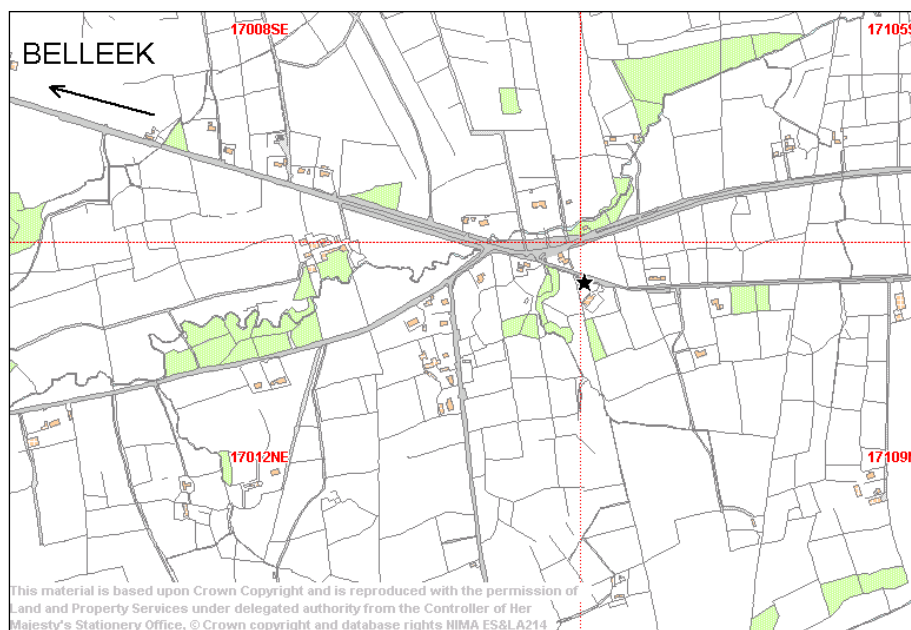 17008SE
17105S
BELLEEK
17012NE
17109N
This material is based upon Crown Copyright and is reproduced with the permission of
Land and Property Services under delegated authority from the Controller of Her
Majesty's Stationery Office, © Crown copyright and database rights NIMA ES&LA214